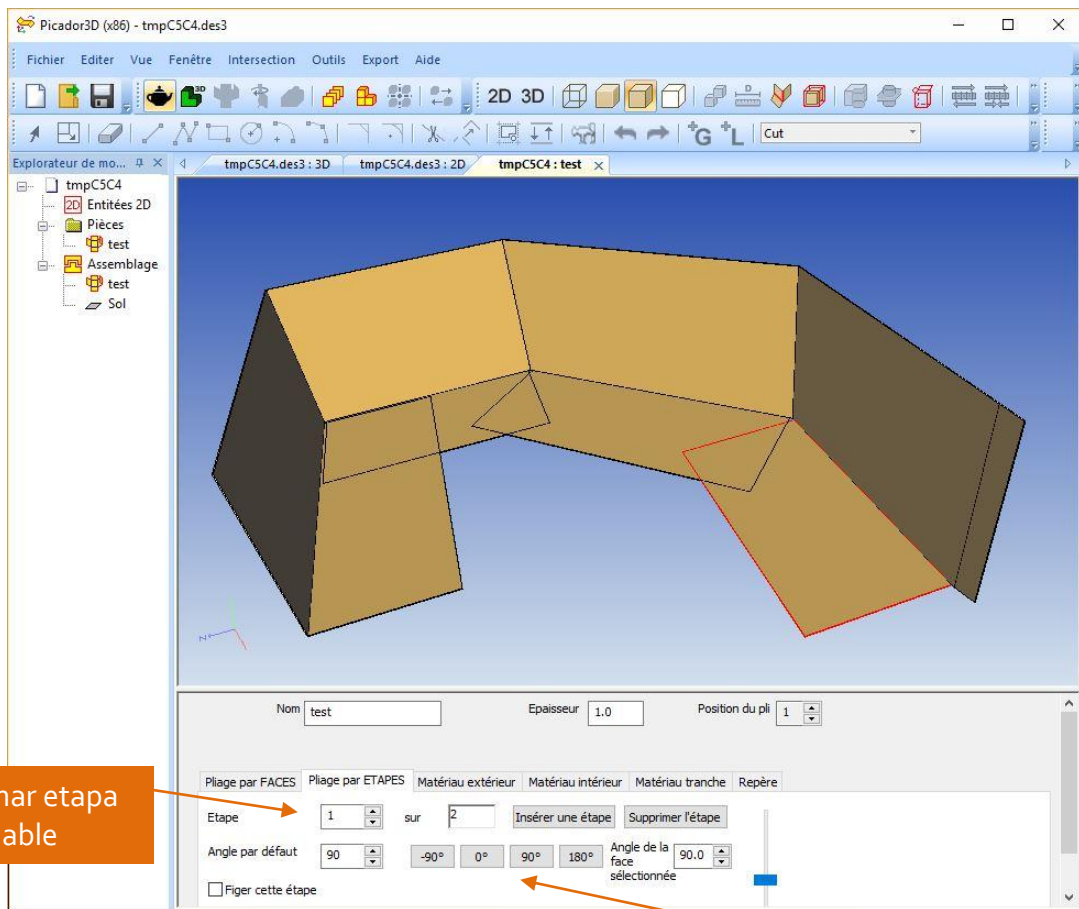 Picador3D (x86) - tmpC5C4.des3
Fichier Editer Vue Fenêtre Intersection Outils Export Aide
3D 2D 3D
G L Cut
Explorateur de mo...
tmpC5C4.des3 : 3D tmpC5C4.des3 : 2D tmpC5C4 : test
tmpC5C4
2D Entitées 2D
Pièces
test
Assemblage
test
Sol
Nom test Epaisseur 1.0 Position du pli 1
Pliage par FACES Pliage par ETAPES Matériau extérieur Matériau intérieur Matériau tranche Repère
Etape 1 sur 2 Insérer une étape Supprimer l'étape
Angle par défaut 90 -90° 0° 90° 180° Angle de la face sélectionnée 90.0
Figer cette étape
etapa